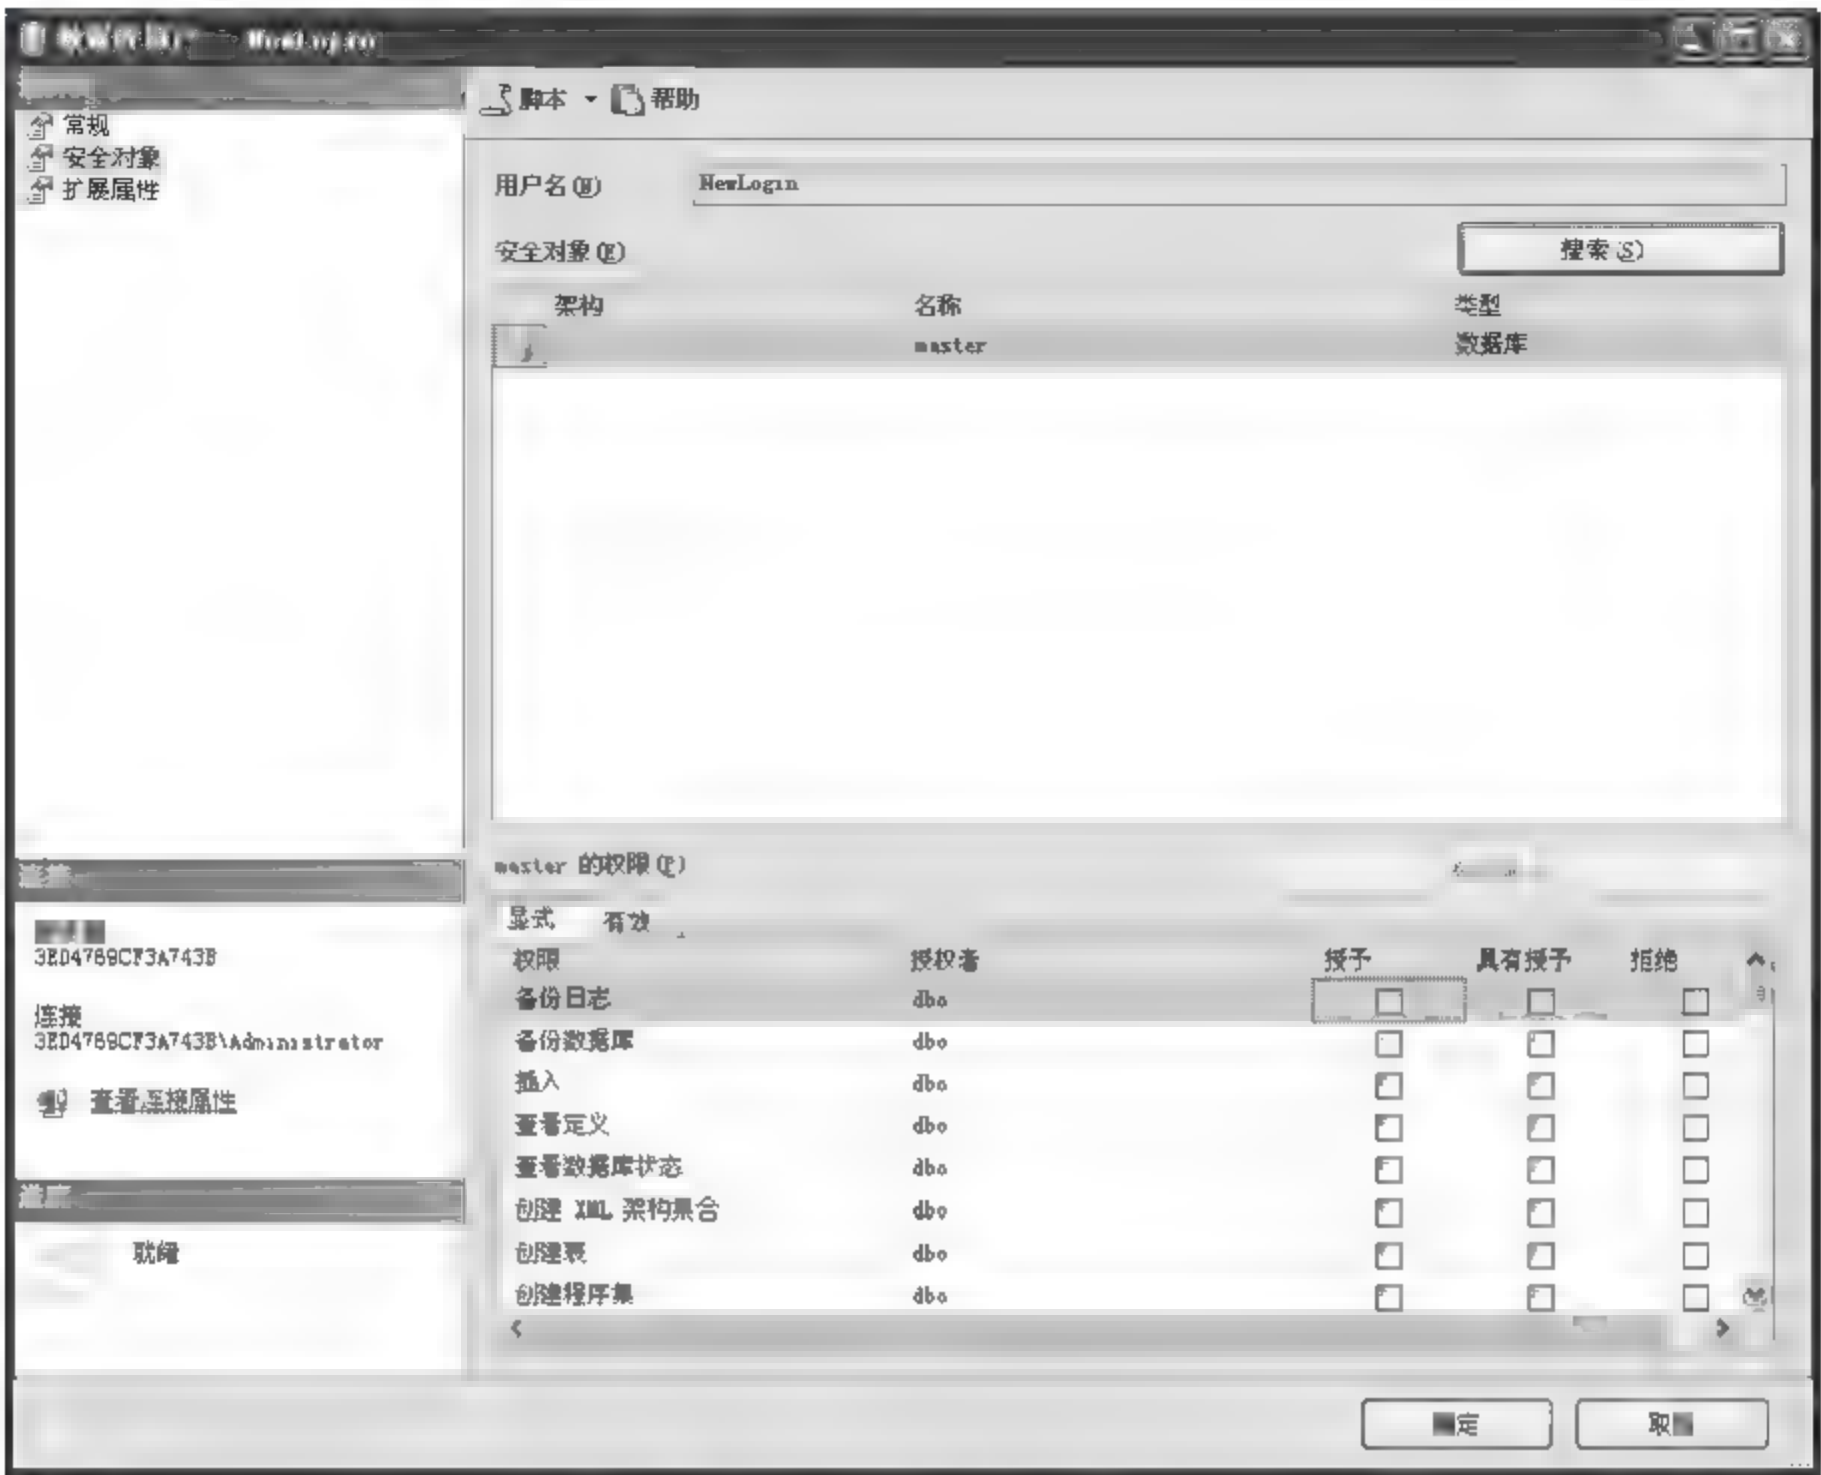 脚本 帮助
常规
安全对象
扩展属性
用户名(N) NewLogin
安全对象(E) 搜索(S)
架构 名称 类型
master 数据库
master 的权限(P)
显式 有效
权限 授权者 授予 具有授予 拒绝
备份日志 dbo
备份数据库 dbo
插入 dbo
查看定义 dbo
查看数据库状态 dbo
创建 XML 架构集合 dbo
创建表 dbo
创建程序集 dbo
3ED4769CF3A743B
连接
3ED4769CF3A743B\Administrator
查看连接属性
就绪